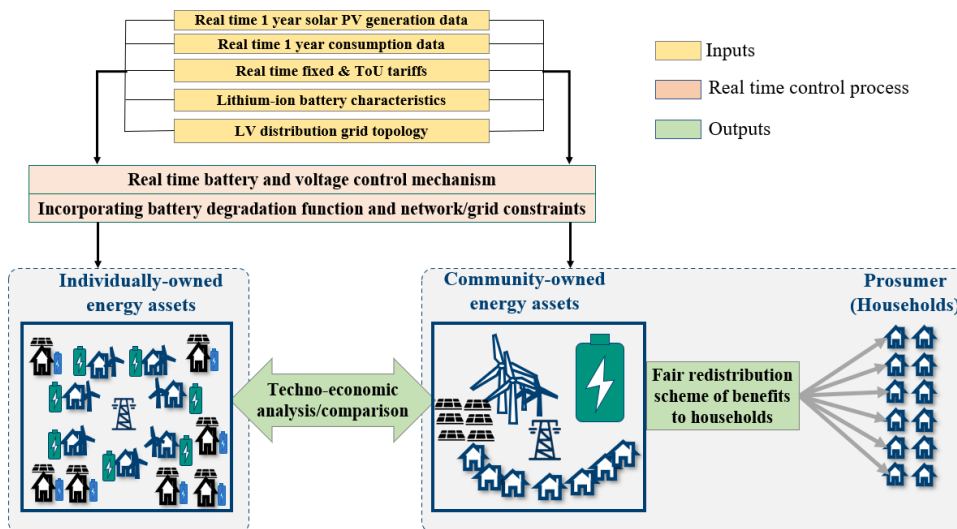 Real time 1 year solar PV generation data
Real time 1 year consumption data
Real time fixed & ToU tariffs
Lithium-ion battery characteristics
LV distribution grid topology
Inputs
Real time control process
Outputs
Real time battery and voltage control mechanism
Incorporating battery degradation function and network/grid constraints
Individually-owned
energy assets
Community-owned
energy assets
Prosumer
(Households)
Techno-economic
analysis/comparison
Fair redistribution
scheme of benefits
to households